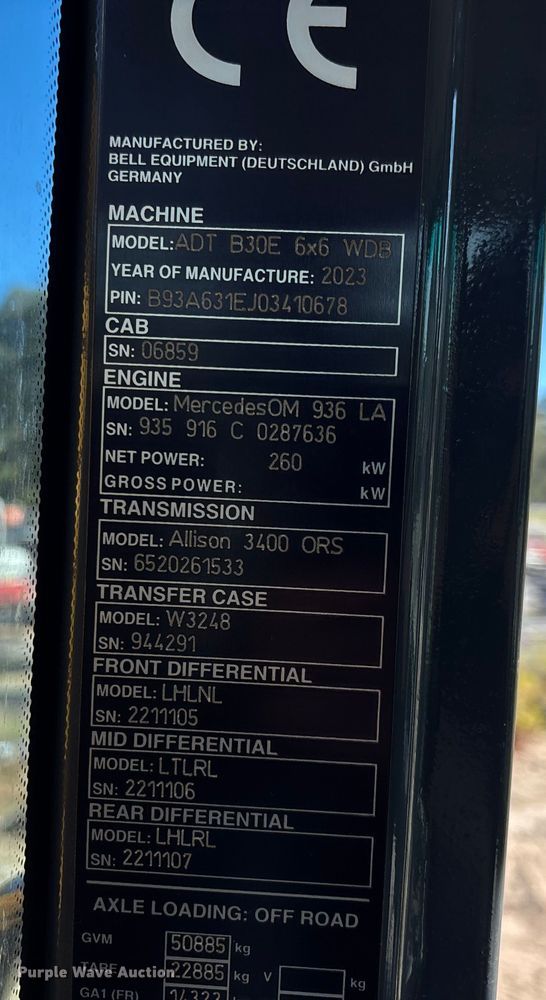 CE
MANUFACTURED BY:
BELL EQUIPMENT (DEUTSCHLAND) GmbH
GERMANY
MACHINE
MODEL: ADT B30E 6x6 WDB
YEAR OF MANUFACTURE: 2023
PIN: B93A631EJ03410678
CAB
SN: 06859
ENGINE
MODEL: MercedesOM 936 LA
SN: 935 916 C 0287636
NET POWER: 260 kW
GROSS POWER: kW
TRANSMISSION
MODEL: Allison 3400 ORS
SN: 6520261533
TRANSFER CASE
MODEL: W3248
SN: 944291
FRONT DIFFERENTIAL
MODEL: LHLNL
SN: 2211105
MID DIFFERENTIAL
MODEL: LTLRL
SN: 2211106
REAR DIFFERENTIAL
MODEL: LHLRL
SN: 2211107
AXLE LOADING: OFF ROAD
GVM 50885 kg
TARE 22885 kg V kg
GA1 (FR)
Purple Wave Auction